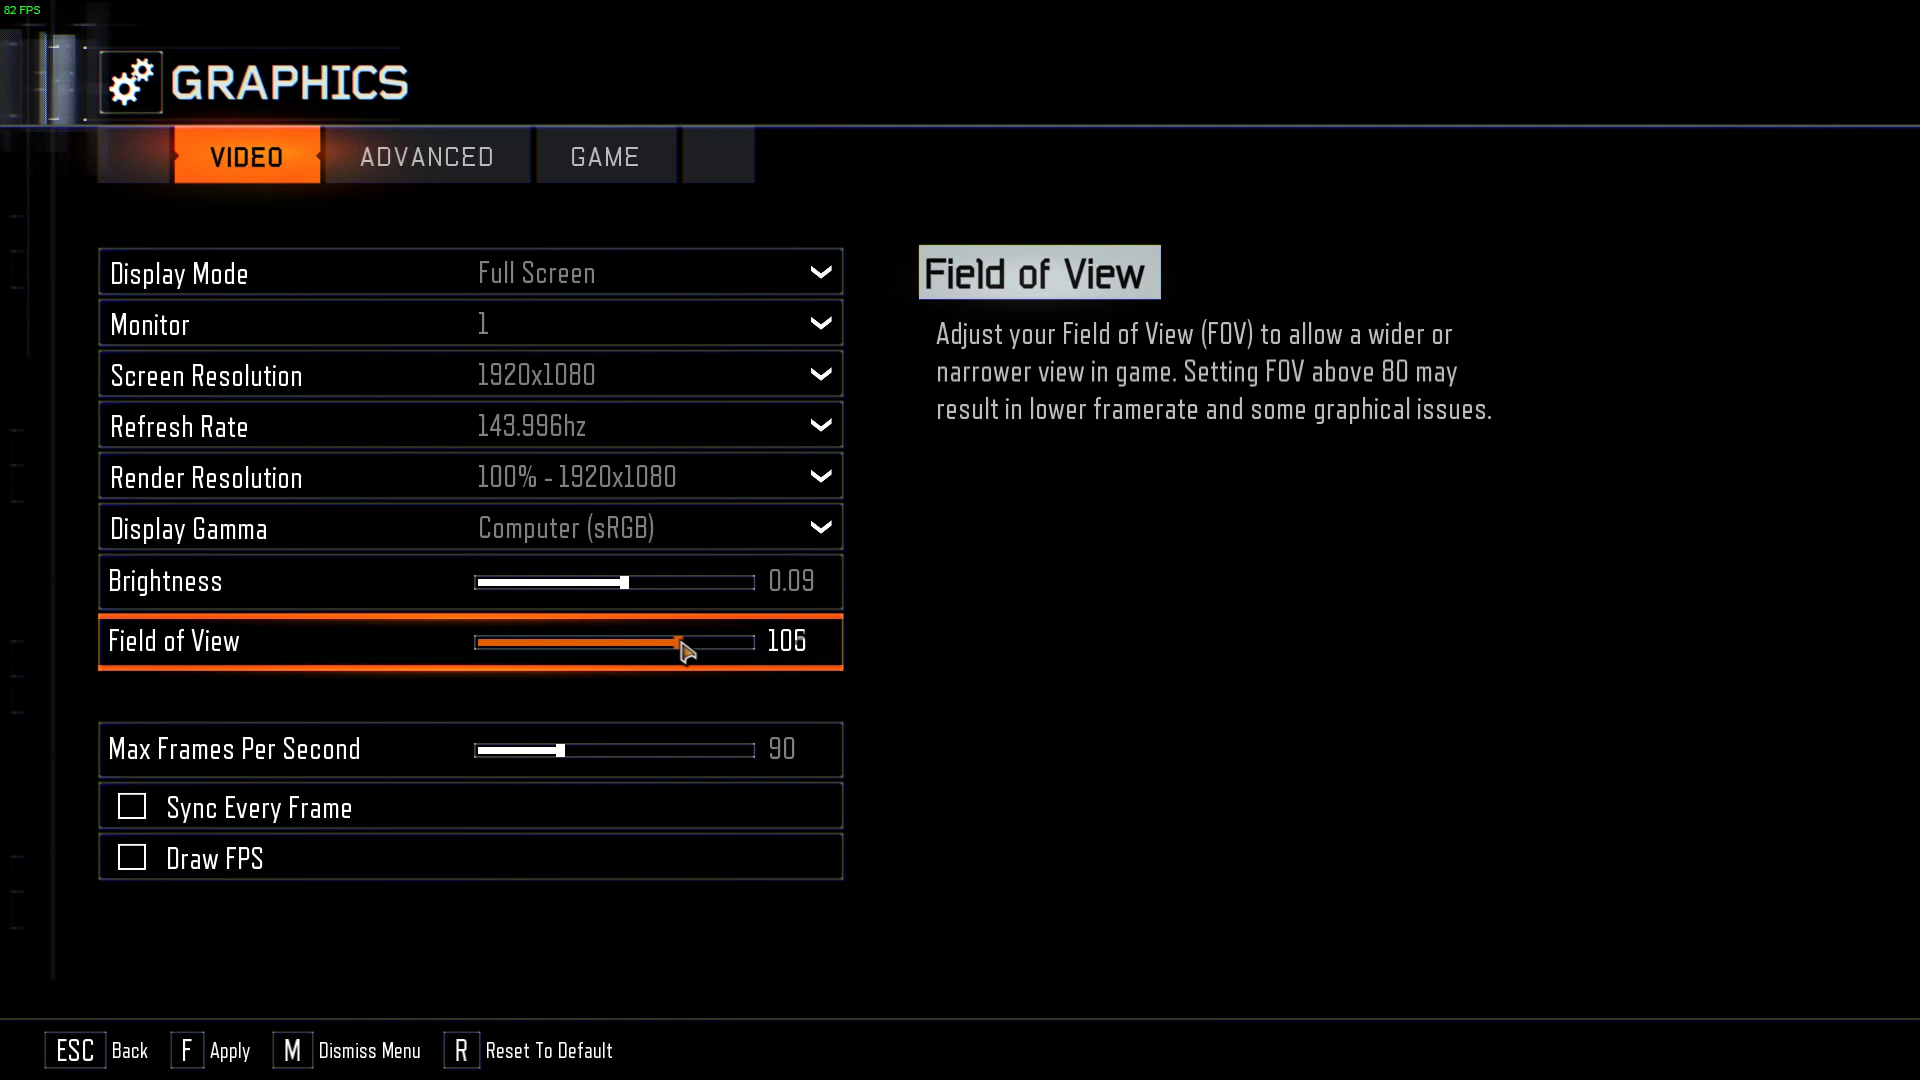 82 FPS
GRAPHICS
VIDEO ADVANCED GAME
Display Mode Full Screen
Monitor 1
Screen Resolution 1920x1080
Refresh Rate 143.996hz
Render Resolution 100% - 1920x1080
Display Gamma Computer (sRGB)
Brightness 0.09
Field of View 105
Max Frames Per Second 90
Sync Every Frame
Draw FPS
Field of View
Adjust your Field of View (FOV) to allow a wider or
narrower view in game. Setting FOV above 80 may
result in lower framerate and some graphical issues.
ESC Back F Apply M Dismiss Menu R Reset To Default